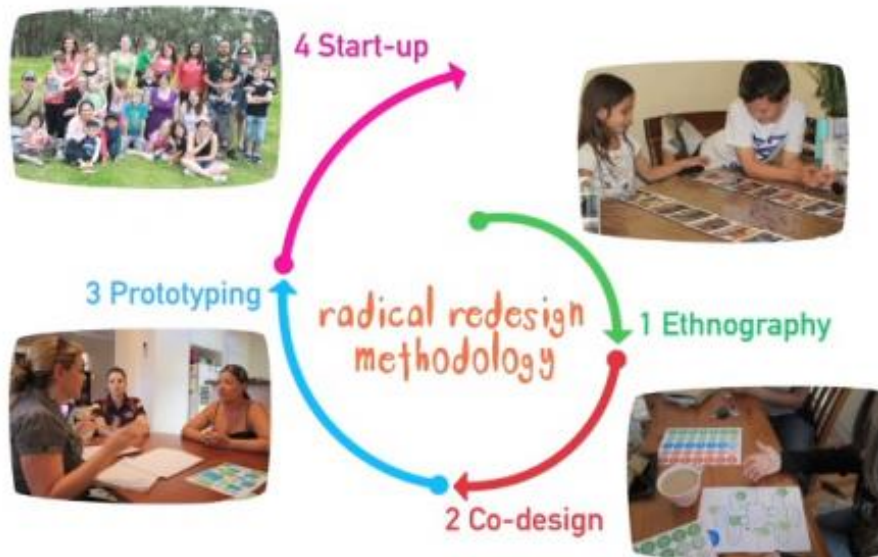 4 Start-up
3 Prototyping
radical redesign
methodology
1 Ethnography
2 Co-design